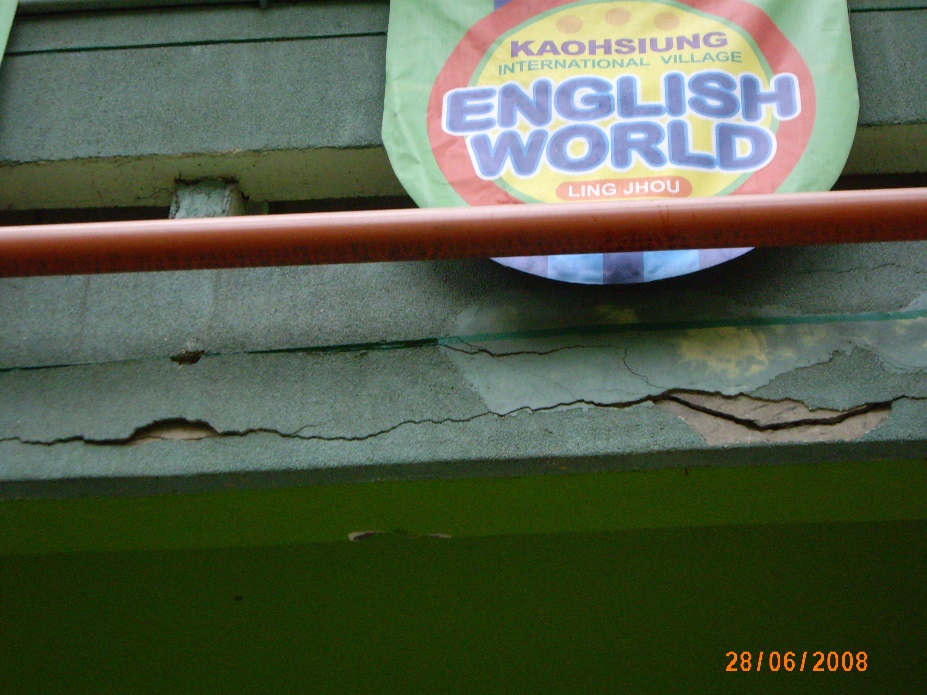 KAOHSIUNG
INTERNATIONAL VILLAGE
ENGLISH
WORLD
LING JHOU
28/06/2008